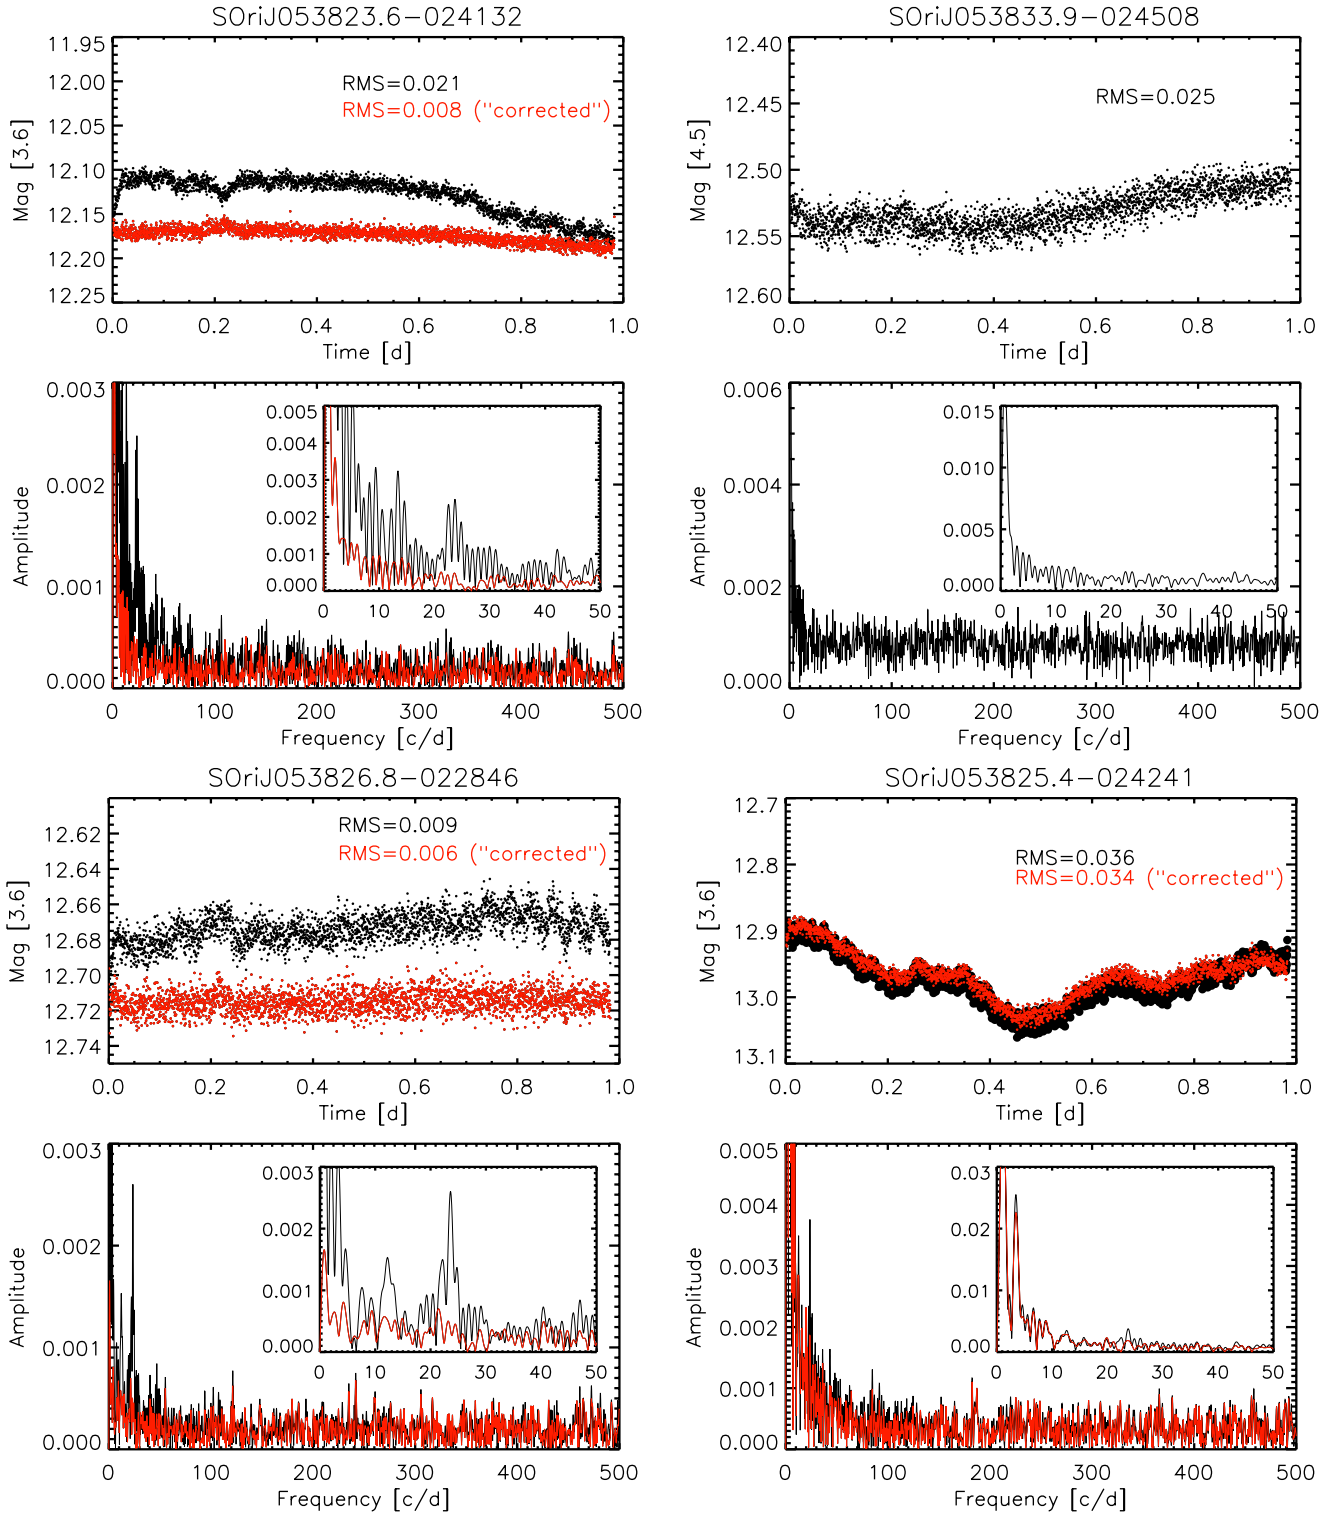 SOriJ053823.6−024132
11.95
12.00
12.05
12.10
12.15
12.20
12.25
Mag [3.6]
RMS=0.021
RMS=0.008 ("corrected")
0.0 0.2 0.4 0.6 0.8 1.0
Time [d]
0.003
0.002
0.001
0.000
Amplitude
0.005
0.004
0.003
0.002
0.001
0.000
0 10 20 30 40 50
0 100 200 300 400 500
Frequency [c/d]
SOriJ053833.9−024508
12.40
12.45
12.50
12.55
12.60
Mag [4.5]
RMS=0.025
0.0 0.2 0.4 0.6 0.8 1.0
Time [d]
0.006
0.004
0.002
0.000
Amplitude
0.015
0.010
0.005
0.000
0 10 20 30 40 50
0 100 200 300 400 500
Frequency [c/d]
SOriJ053826.8−022846
12.62
12.64
12.66
12.68
12.70
12.72
12.74
Mag [3.6]
RMS=0.009
RMS=0.006 ("corrected")
0.0 0.2 0.4 0.6 0.8 1.0
Time [d]
0.003
0.002
0.001
0.000
Amplitude
0.003
0.002
0.001
0.000
0 10 20 30 40 50
0 100 200 300 400 500
Frequency [c/d]
SOriJ053825.4−024241
12.7
12.8
12.9
13.0
13.1
Mag [3.6]
RMS=0.036
RMS=0.034 ("corrected")
0.0 0.2 0.4 0.6 0.8 1.0
Time [d]
0.005
0.004
0.003
0.002
0.001
0.000
Amplitude
0.03
0.02
0.01
0.00
0 10 20 30 40 50
0 100 200 300 400 500
Frequency [c/d]